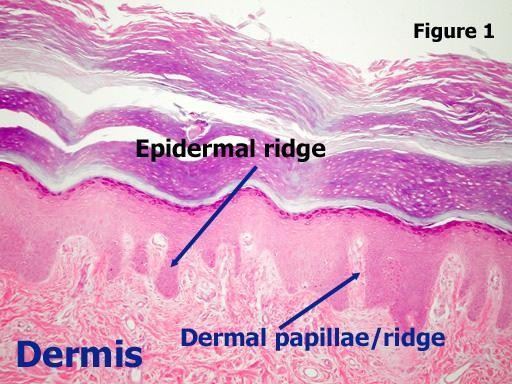 Figure 1
Epidermal ridge
Dermal papillae/ridge
Dermis